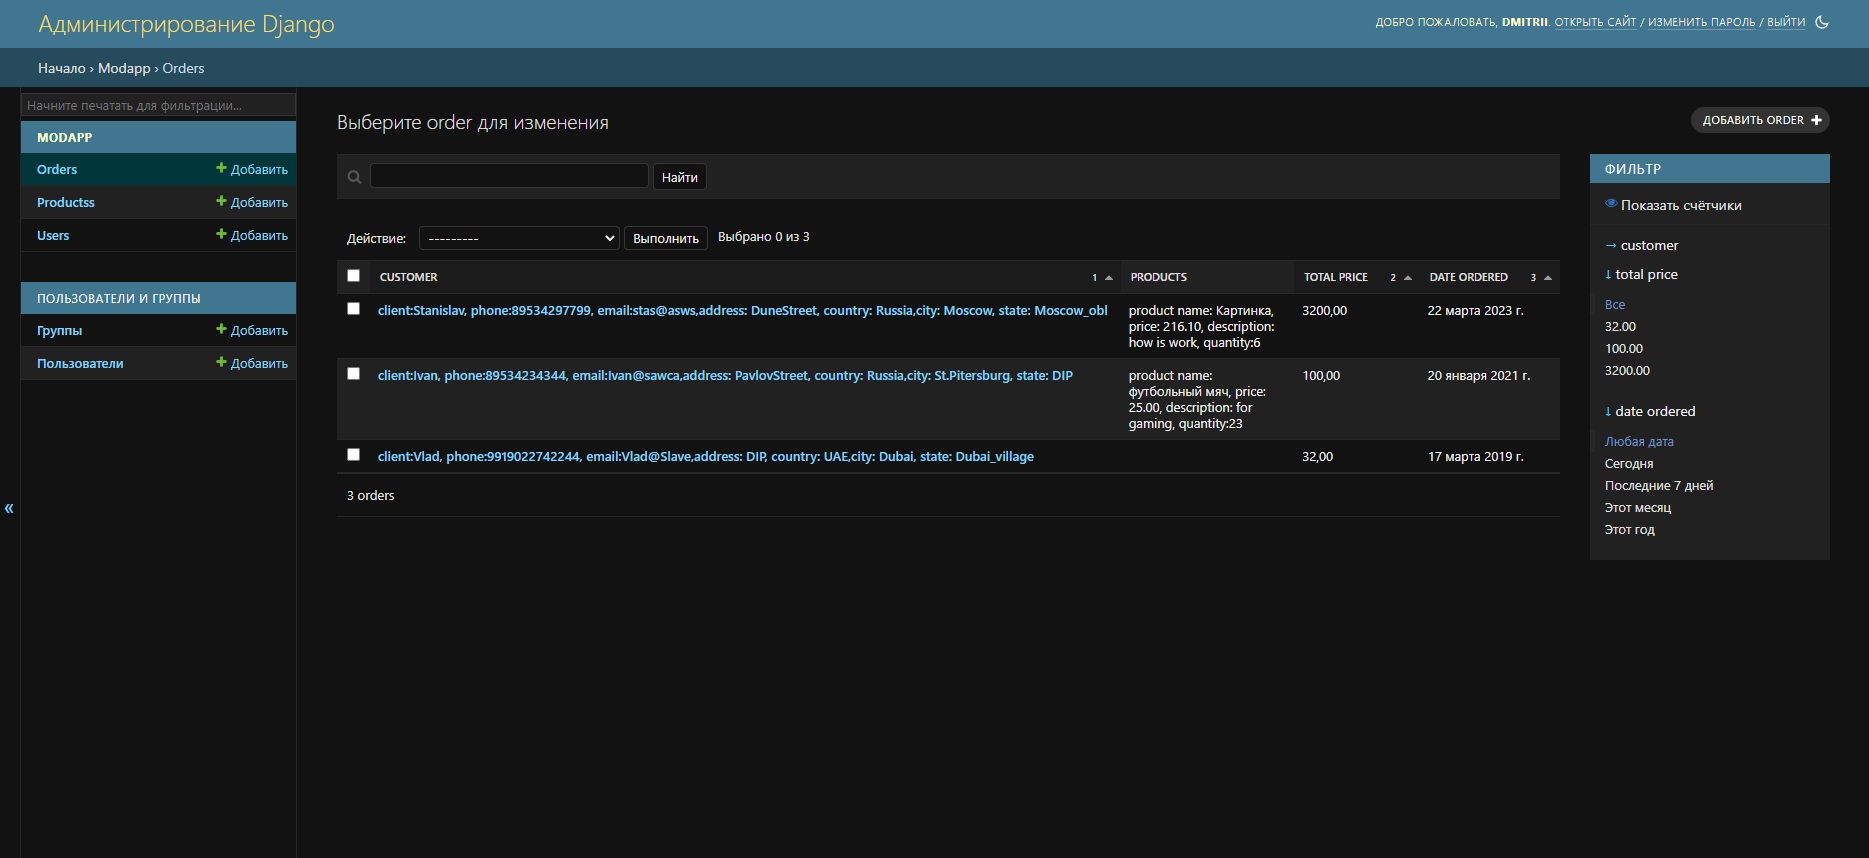 Администрирование Django
ДОБРО ПОЖАЛОВАТЬ, DMITRII. ОТКРЫТЬ САЙТ / ИЗМЕНИТЬ ПАРОЛЬ / ВЫЙТИ
Начало › Modapp › Orders
Начните печатать для фильтрации...
MODAPP
Orders + Добавить
Productss + Добавить
Users + Добавить
ПОЛЬЗОВАТЕЛИ И ГРУППЫ
Группы + Добавить
Пользователи + Добавить
«
Выберите order для изменения
ДОБАВИТЬ ORDER +
Найти
Действие: --------- Выполнить Выбрано 0 из 3
CUSTOMER 1 PRODUCTS TOTAL PRICE 2 DATE ORDERED 3
client:Stanislav, phone:89534297799, email:stas@asws,address: DuneStreet, country: Russia,city: Moscow, state: Moscow_obl
product name: Картинка,
price: 216.10, description:
how is work, quantity:6
3200,00
22 марта 2023 г.
client:Ivan, phone:89534234344, email:Ivan@sawca,address: PavlovStreet, country: Russia,city: St.Pitersburg, state: DIP
product name:
футбольный мяч, price:
25.00, description: for
gaming, quantity:23
100,00
20 января 2021 г.
client:Vlad, phone:9919022742244, email:Vlad@Slave,address: DIP, country: UAE,city: Dubai, state: Dubai_village
32,00
17 марта 2019 г.
3 orders
ФИЛЬТР
Показать счётчики
→ customer
↓ total price
Все
32.00
100.00
3200.00
↓ date ordered
Любая дата
Сегодня
Последние 7 дней
Этот месяц
Этот год